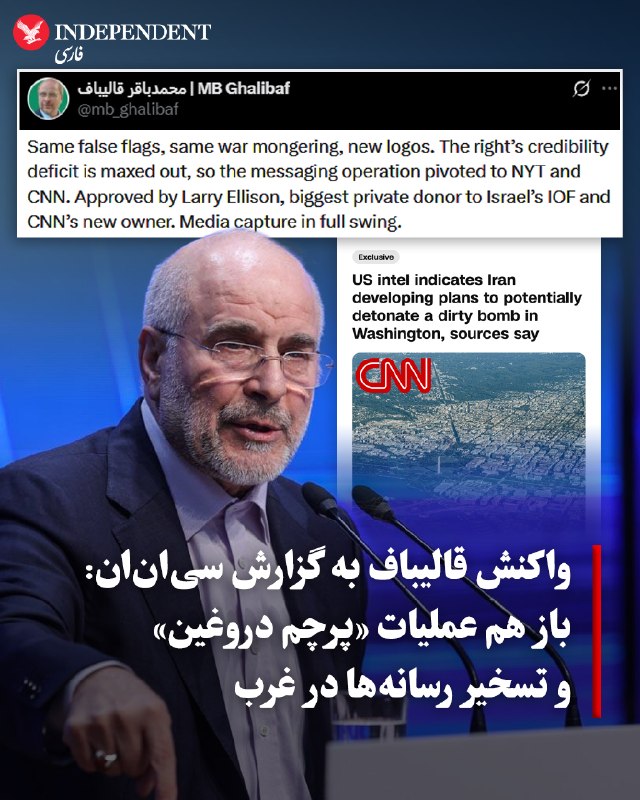 INDEPENDENT
فارسی
محمدباقر قالیباف | MB Ghalibaf
@mb_ghalibaf
Same false flags, same war mongering, new logos. The right's credibility
deficit is maxed out, so the messaging operation pivoted to NYT and
CNN. Approved by Larry Ellison, biggest private donor to Israel's IOF and
CNN's new owner. Media capture in full swing.
Exclusive
US intel indicates Iran
developing plans to potentially
detonate a dirty bomb in
Washington, sources say
CNN
واکنش قالیباف به گزارش سی‌ان‌ان:
باز هم عملیات «پرچم دروغین»
و تسخیر رسانه‌ها در غرب